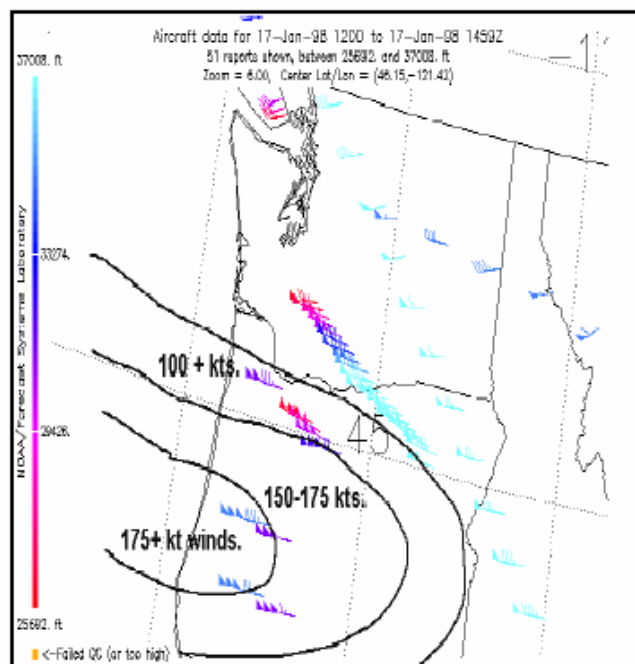 Aircraft data for 17-Jan-98 1200 to 17-Jan-98 1459Z
51 reports shown, between 25692. and 37008. ft
Zoom = 6.00, Center Lat/Lon = (46.15,-121.42)
37008. ft
33274.
NOAA/Forecast Systems Laboratory
100 + kts.
29426.
45
150-175 kts.
175+ kt winds.
25692. ft
<-Failed QC (or too high)